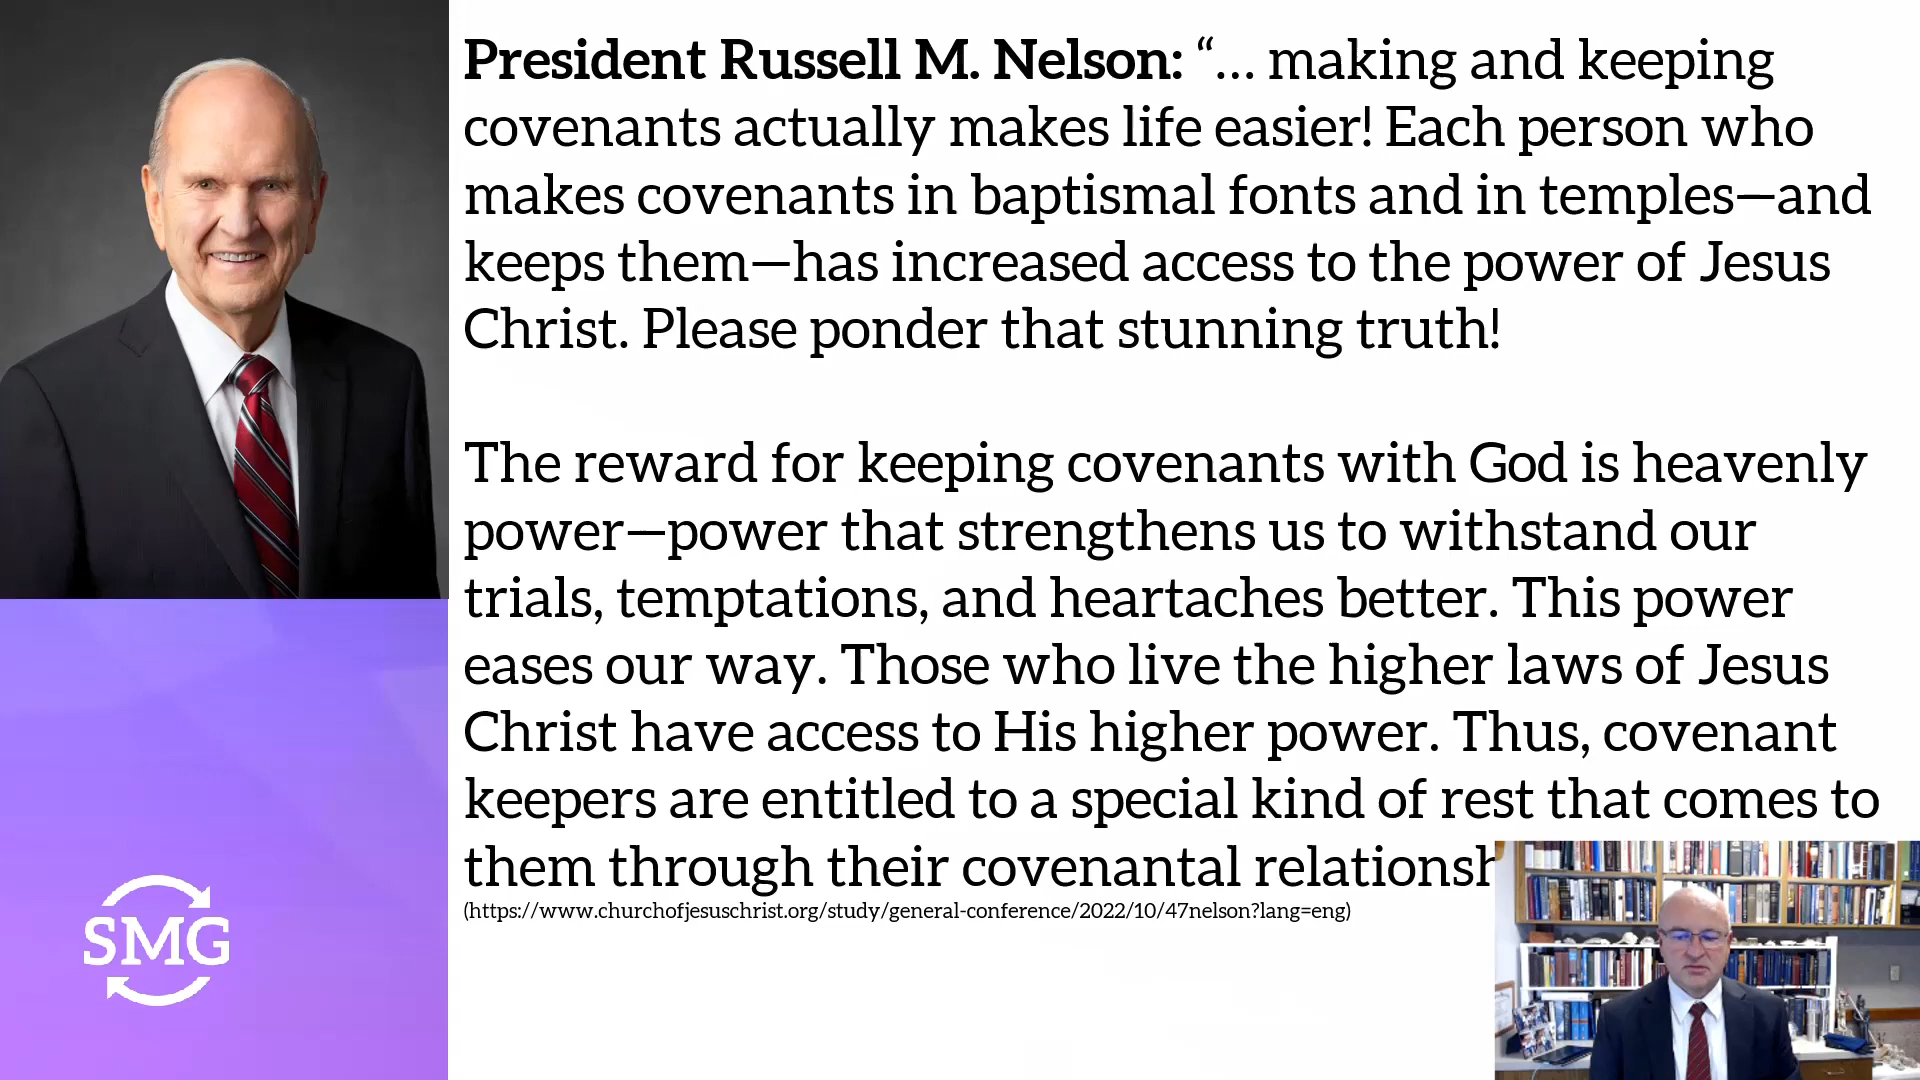 President Russell M. Nelson: “… making and keeping
covenants actually makes life easier! Each person who
makes covenants in baptismal fonts and in temples—and
keeps them—has increased access to the power of Jesus
Christ. Please ponder that stunning truth!
The reward for keeping covenants with God is heavenly
power—power that strengthens us to withstand our
trials, temptations, and heartaches better. This power
eases our way. Those who live the higher laws of Jesus
Christ have access to His higher power. Thus, covenant
keepers are entitled to a special kind of rest that comes to
them through their covenantal
(https://www.churchofjesuschrist.org/study/general-conference/2022/10/47nelson?lang=eng)
SMG